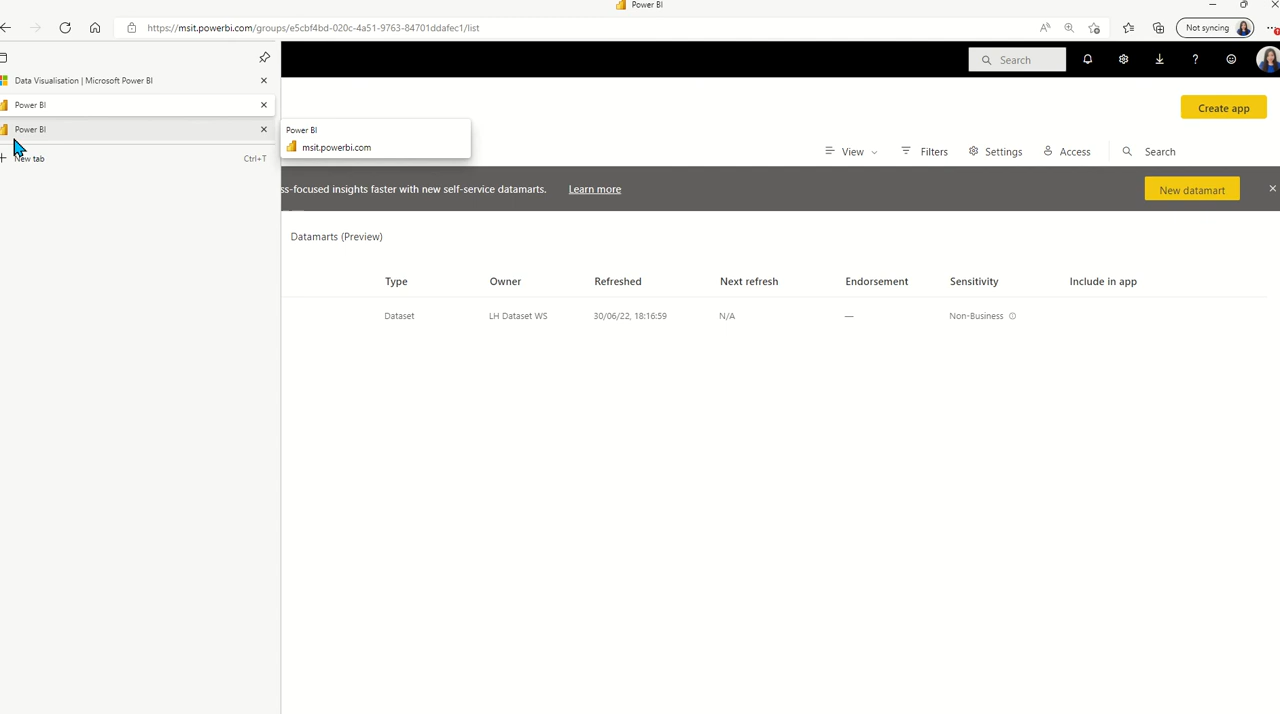 Power BI
https://msit.powerbi.com/groups/e5cbf4bd-020c-4a51-9763-84701ddafec1/list
Not syncing
Search
?
Data Visualisation | Microsoft Power BI
Power BI
Create app
Power BI
Power BI
msit.powerbi.com
New tab
Ctrl+T
View
Filters
Settings
Access
Search
ss-focused insights faster with new self-service datamarts.
Learn more
New datamart
Datamarts (Preview)
Type
Owner
Refreshed
Next refresh
Endorsement
Sensitivity
Include in app
Dataset
LH Dataset WS
30/06/22, 18:16:59
N/A
—
Non-Business